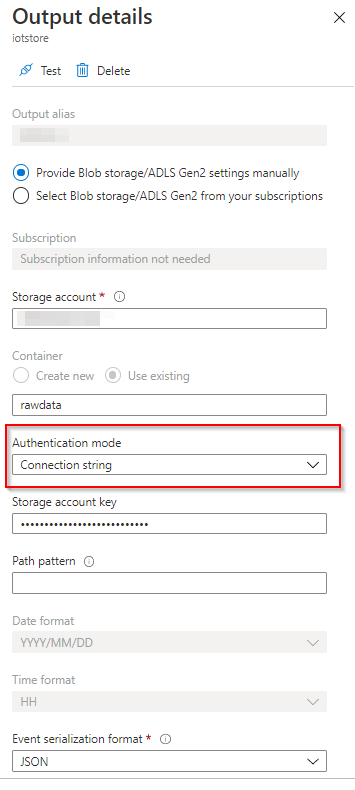 Output details
iotstore
Test Delete
Output alias
Provide Blob storage/ADLS Gen2 settings manually
Select Blob storage/ADLS Gen2 from your subscriptions
Subscription
Subscription information not needed
Storage account *
Container
Create new Use existing
rawdata
Authentication mode
Connection string
Storage account key
•••••••••••••••••••••••••••
Path pattern
Date format
YYYY/MM/DD
Time format
HH
Event serialization format *
JSON